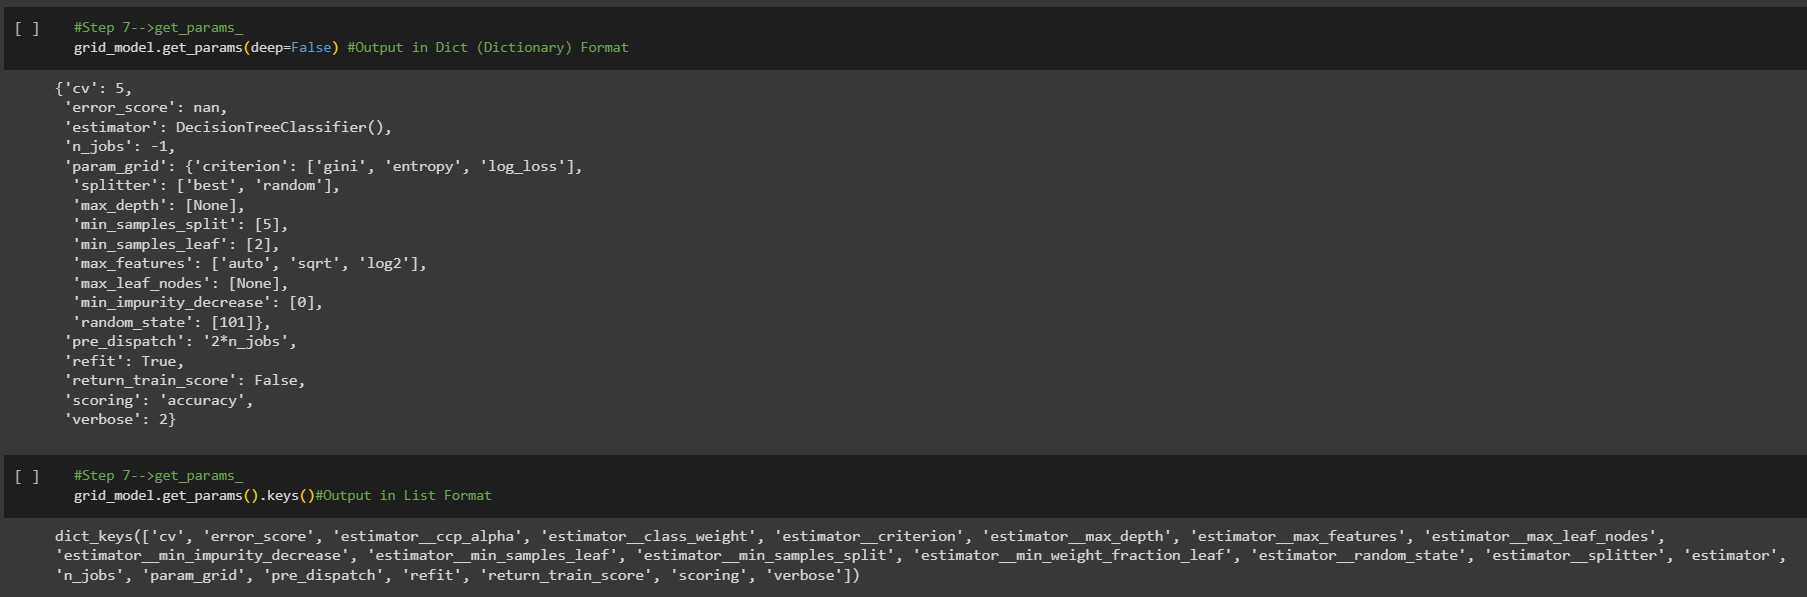 [ ] #Step 7-->get_params_
grid_model.get_params(deep=False) #Output in Dict (Dictionary) Format
{'cv': 5,
 'error_score': nan,
 'estimator': DecisionTreeClassifier(),
 'n_jobs': -1,
 'param_grid': {'criterion': ['gini', 'entropy', 'log_loss'],
  'splitter': ['best', 'random'],
  'max_depth': [None],
  'min_samples_split': [5],
  'min_samples_leaf': [2],
  'max_features': ['auto', 'sqrt', 'log2'],
  'max_leaf_nodes': [None],
  'min_impurity_decrease': [0],
  'random_state': [101]},
 'pre_dispatch': '2*n_jobs',
 'refit': True,
 'return_train_score': False,
 'scoring': 'accuracy',
 'verbose': 2}
[ ] #Step 7-->get_params_
grid_model.get_params().keys()#Output in List Format
dict_keys(['cv', 'error_score', 'estimator__ccp_alpha', 'estimator__class_weight', 'estimator__criterion', 'estimator__max_depth', 'estimator__max_features', 'estimator__max_leaf_nodes',
'estimator__min_impurity_decrease', 'estimator__min_samples_leaf', 'estimator__min_samples_split', 'estimator__min_weight_fraction_leaf', 'estimator__random_state', 'estimator__splitter', 'estimator',
'n_jobs', 'param_grid', 'pre_dispatch', 'refit', 'return_train_score', 'scoring', 'verbose'])